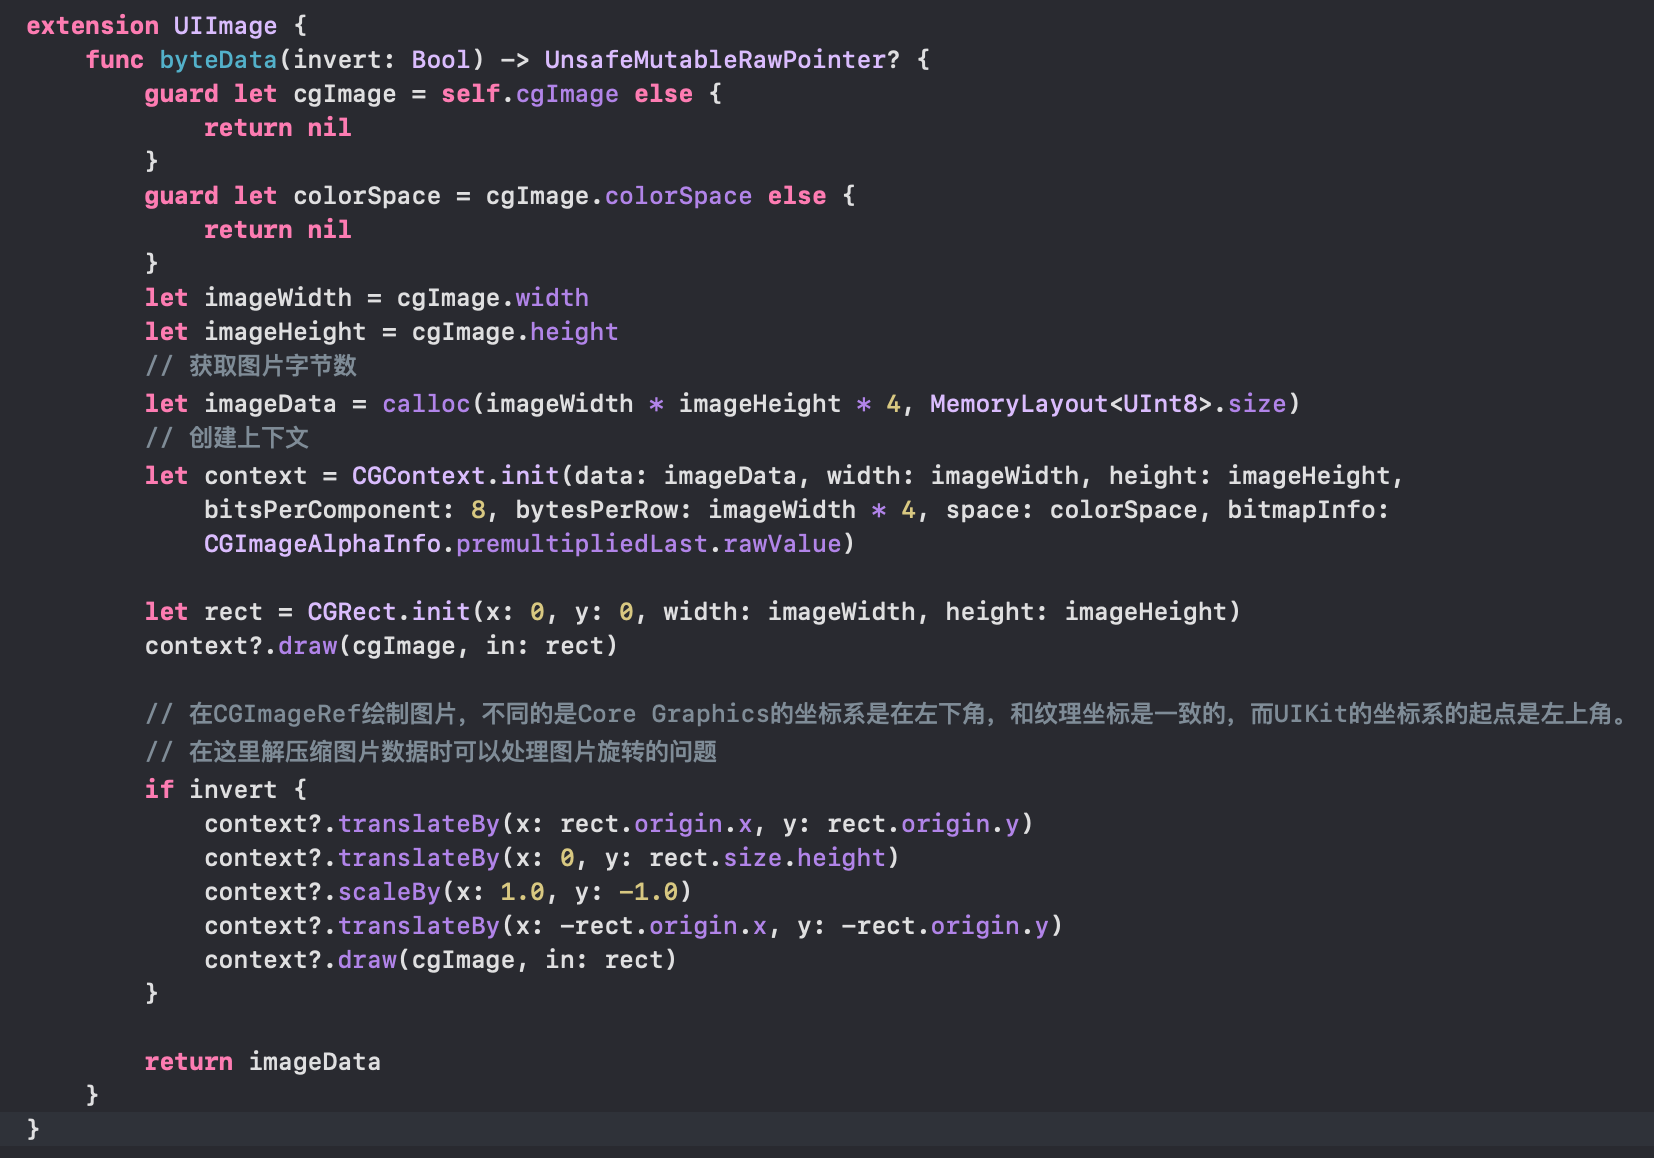 extension UIImage {
    func byteData(invert: Bool) -> UnsafeMutableRawPointer? {
        guard let cgImage = self.cgImage else {
            return nil
        }
        guard let colorSpace = cgImage.colorSpace else {
            return nil
        }
        let imageWidth = cgImage.width
        let imageHeight = cgImage.height
        // 获取图片字节数
        let imageData = calloc(imageWidth * imageHeight * 4, MemoryLayout<UInt8>.size)
        // 创建上下文
        let context = CGContext.init(data: imageData, width: imageWidth, height: imageHeight,
            bitsPerComponent: 8, bytesPerRow: imageWidth * 4, space: colorSpace, bitmapInfo:
            CGImageAlphaInfo.premultipliedLast.rawValue)

        let rect = CGRect.init(x: 0, y: 0, width: imageWidth, height: imageHeight)
        context?.draw(cgImage, in: rect)

        // 在CGImageRef绘制图片，不同的是Core Graphics的坐标系是在左下角，和纹理坐标是一致的，而UIKit的坐标系的起点是左上角。
        // 在这里解压缩图片数据时可以处理图片旋转的问题
        if invert {
            context?.translateBy(x: rect.origin.x, y: rect.origin.y)
            context?.translateBy(x: 0, y: rect.size.height)
            context?.scaleBy(x: 1.0, y: -1.0)
            context?.translateBy(x: -rect.origin.x, y: -rect.origin.y)
            context?.draw(cgImage, in: rect)
        }

        return imageData
    }
}